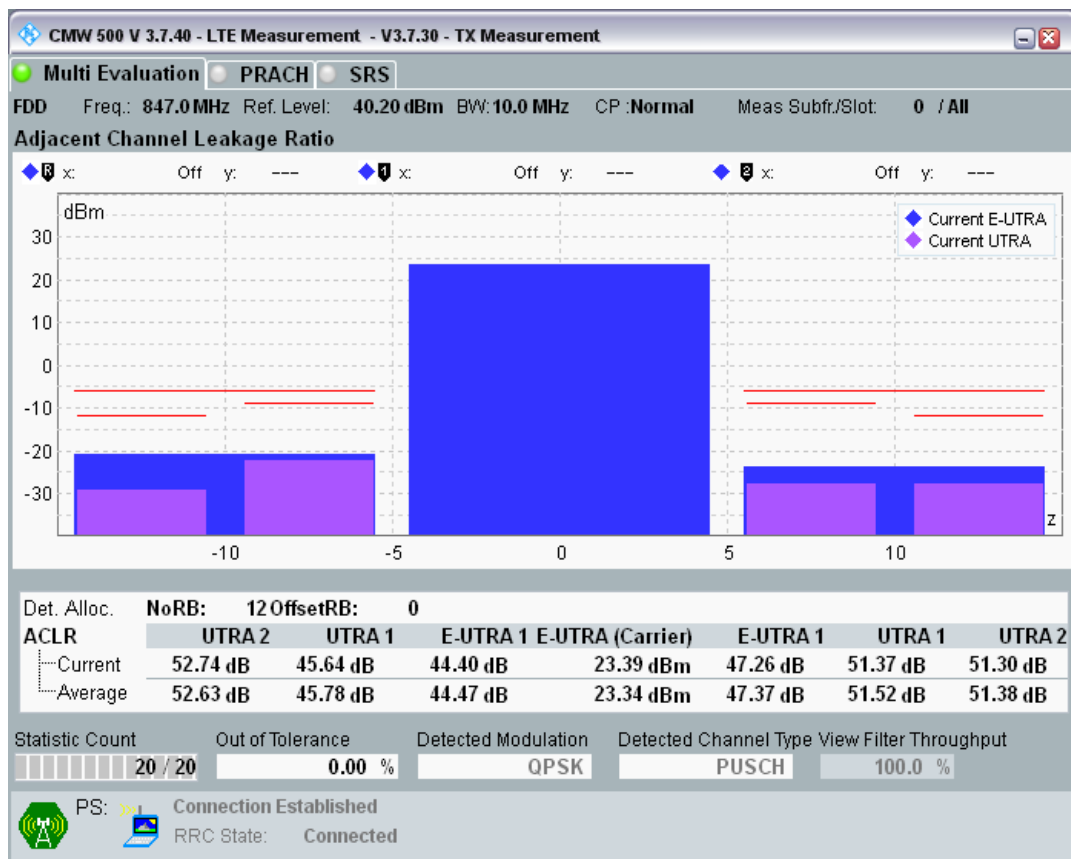 CMW 500 V 3.7.40 - LTE Measurement - V3.7.30 - TX Measurement
Multi Evaluation PRACH SRS
FDD Freq.: 847.0 MHz Ref. Level: 40.20 dBm BW: 10.0 MHz CP :Normal Meas Subfr./Slot: 0 / All
Adjacent Channel Leakage Ratio
R x: Off y: --- 1 x: Off y: --- 2 x: Off y: ---
dBm
Current E-UTRA
Current UTRA
30
20
10
0
-10
-20
-30
z
-10 -5 0 5 10
Det. Alloc. NoRB: 12 OffsetRB: 0
ACLR UTRA 2 UTRA 1 E-UTRA 1 E-UTRA (Carrier) E-UTRA 1 UTRA 1 UTRA 2
Current 52.74 dB 45.64 dB 44.40 dB 23.39 dBm 47.26 dB 51.37 dB 51.30 dB
Average 52.63 dB 45.78 dB 44.47 dB 23.34 dBm 47.37 dB 51.52 dB 51.38 dB
Statistic Count Out of Tolerance Detected Modulation Detected Channel Type View Filter Throughput
20 / 20 0.00 % QPSK PUSCH 100.0 %
PS: Connection Established
RRC State: Connected